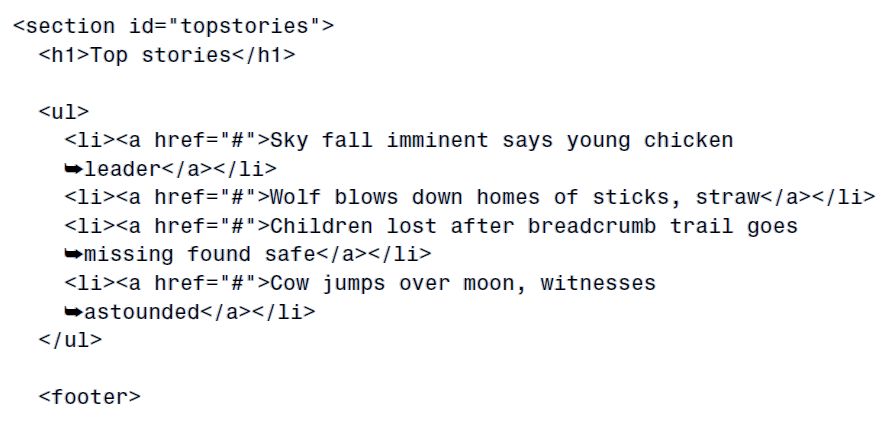 <section id="topstories">
<h1>Top stories</h1>
<ul>
<li><a href="#">Sky fall imminent says young chicken
➥leader</a></li>
<li><a href="#">Wolf blows down homes of sticks, straw</a></li>
<li><a href="#">Children lost after breadcrumb trail goes
➥missing found safe</a></li>
<li><a href="#">Cow jumps over moon, witnesses
➥astounded</a></li>
</ul>
<footer>